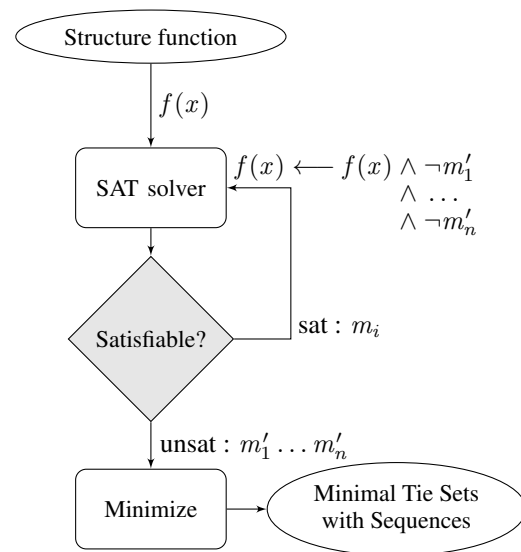 Structure function
f(x)
SAT solver
f(x) ⟵ f(x) ∧ ¬m′₁
∧ …
∧ ¬m′ₙ
Satisfiable?
sat : mᵢ
unsat : m′₁ … m′ₙ
Minimize
Minimal Tie Sets
with Sequences